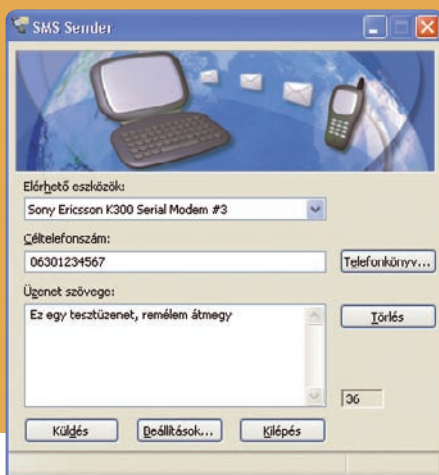 SMS Sender
Elérhető eszközök:
Sony Ericsson K300 Serial Modem #3
Céltelefonszám:
06301234567
Telefonkönyv...
Üzenet szövege:
Ez egy tesztüzenet, remélem átmegy
Törlés
36
Küldés
Beállítások...
Kilépés